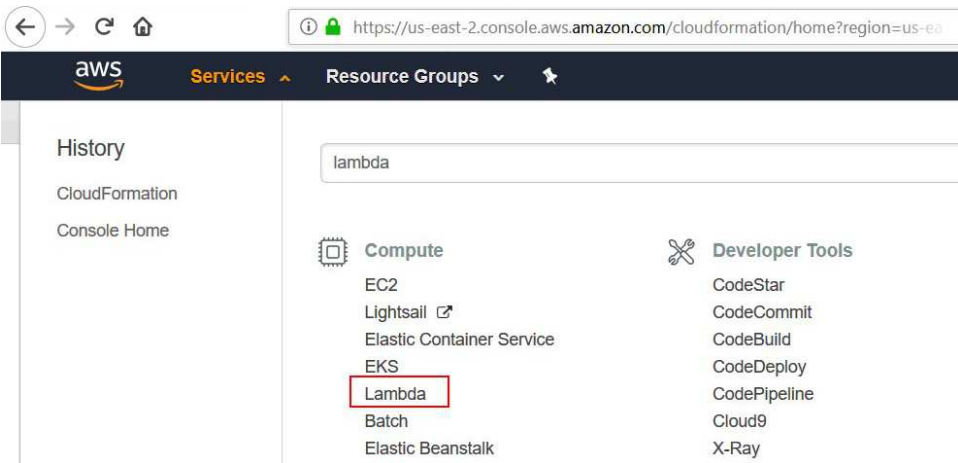 https://us-east-2.console.aws.amazon.com/cloudformation/home?region=us-ea
aws Services Resource Groups
History
CloudFormation
Console Home
lambda
Compute
EC2
Lightsail
Elastic Container Service
EKS
Lambda
Batch
Elastic Beanstalk
Developer Tools
CodeStar
CodeCommit
CodeBuild
CodeDeploy
CodePipeline
Cloud9
X-Ray